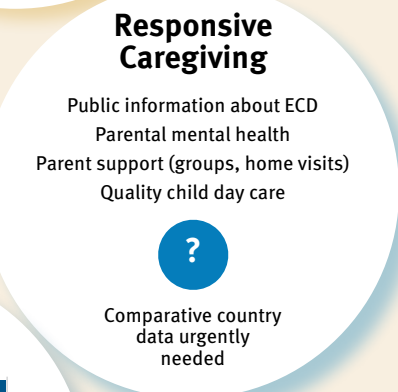 Responsive
Caregiving
Public information about ECD
Parental mental health
Parent support (groups, home visits)
Quality child day care
?
Comparative country
data urgently
needed